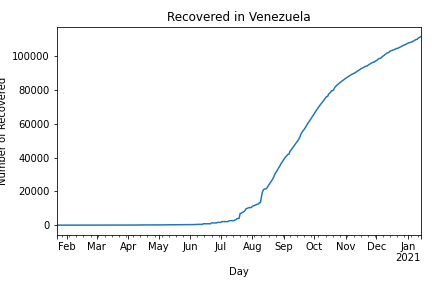 Recovered in Venezuela
Number of Recovered
100000
80000
60000
40000
20000
0
Feb Mar Apr May Jun Jul Aug Sep Oct Nov Dec Jan
2021
Day